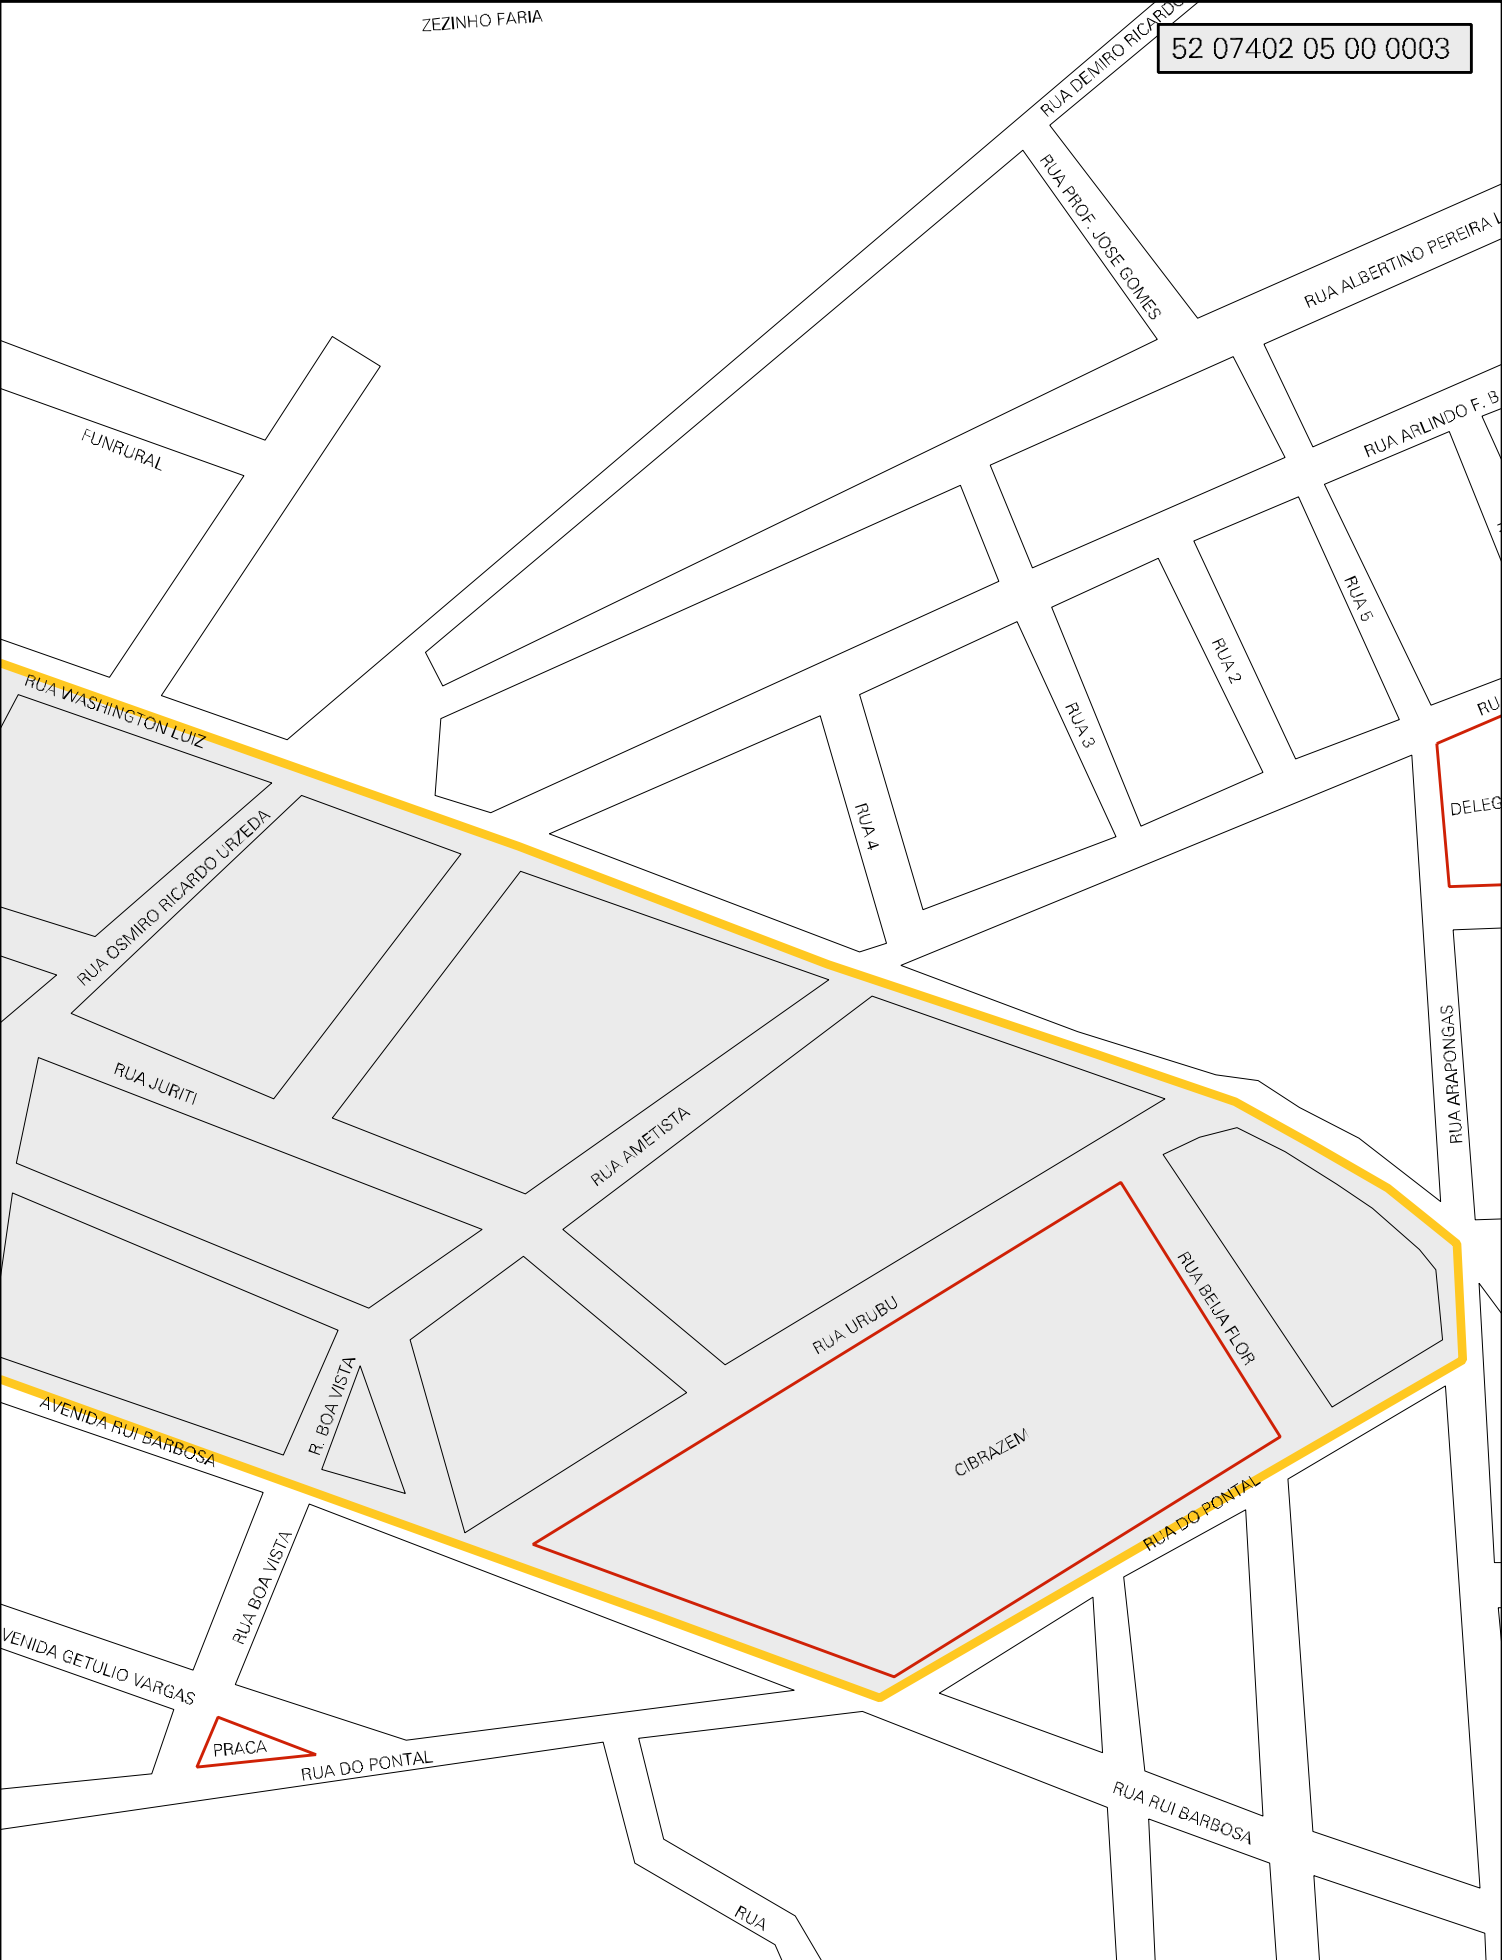 ZEZINHO FARIA
RUA DEMIRO RICARDO
52 07402 05 00 0003
RUA PROF. JOSE GOMES
RUA ALBERTINO PEREIRA L
RUA ARLINDO F. B
FUNRURAL
RUA 5
RUA 2
RUA 3
RUA 4
RU
DELEG
RUA WASHINGTON LUIZ
RUA OSMIRO RICARDO URZEDA
RUA JURITI
RUA AMETISTA
RUA ARAPONGAS
RUA URUBU
RUA BEIJA FLOR
R. BOA VISTA
AVENIDA RUI BARBOSA
CIBRAZEM
RUA DO PONTAL
RUA BOA VISTA
VENIDA GETULIO VARGAS
PRACA
RUA DO PONTAL
RUA RUI BARBOSA
RUA